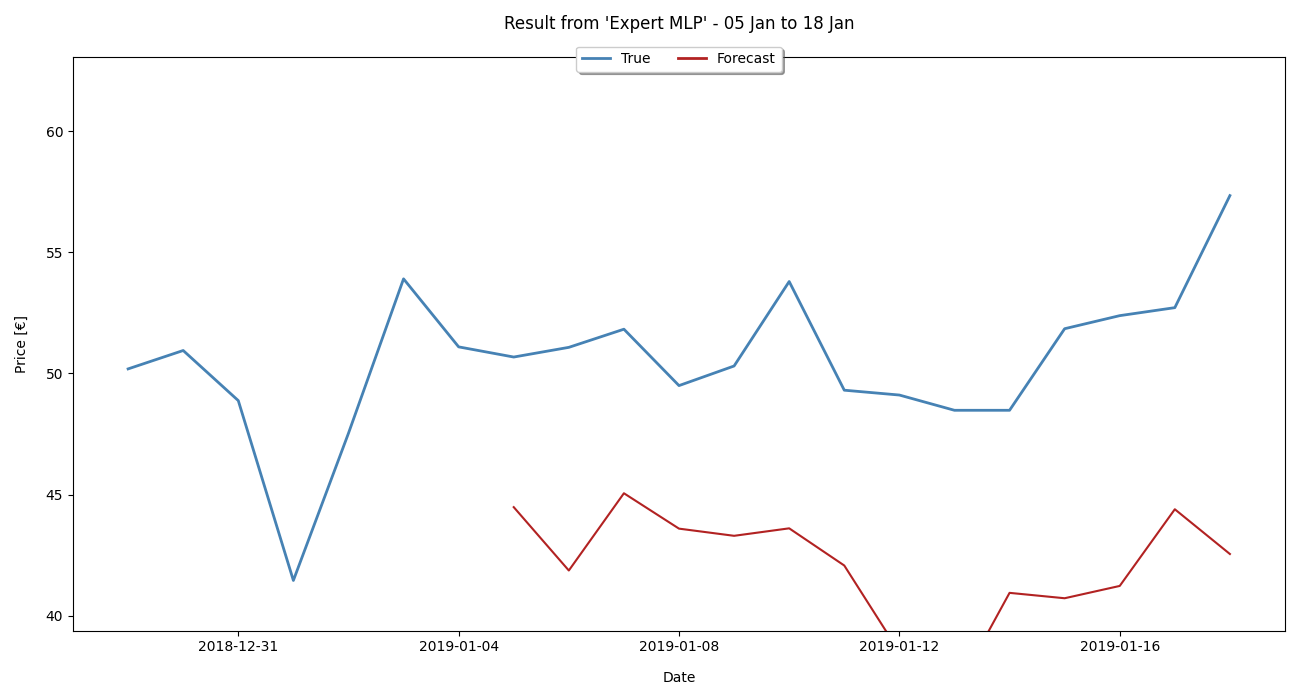 Result from 'Expert MLP' - 05 Jan to 18 Jan
True
Forecast
60
55
50
45
40
Price [€]
2018-12-31
2019-01-04
2019-01-08
2019-01-12
2019-01-16
Date